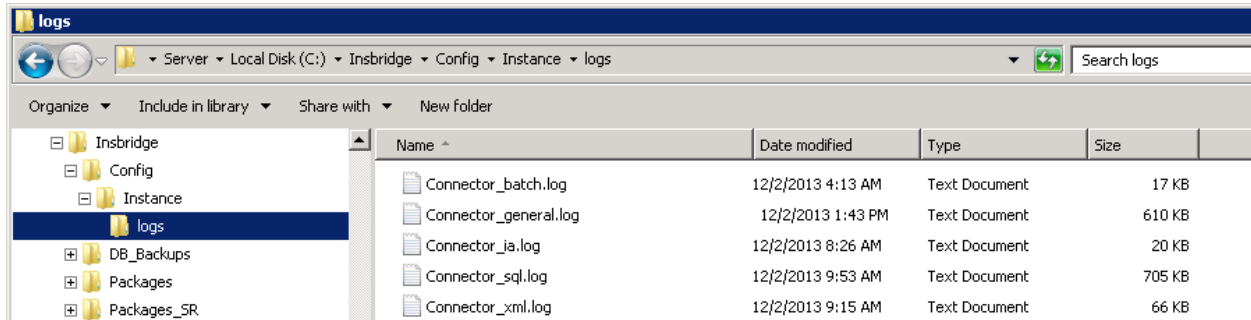 logs
Server Local Disk (C:) Insbridge Config Instance logs
Search logs
Organize Include in library Share with New folder
Insbridge
Config
Instance
logs
DB_Backups
Packages
Packages_SR
Name Date modified Type Size
Connector_batch.log 12/2/2013 4:13 AM Text Document 17 KB
Connector_general.log 12/2/2013 1:43 PM Text Document 610 KB
Connector_ia.log 12/2/2013 8:26 AM Text Document 20 KB
Connector_sql.log 12/2/2013 9:53 AM Text Document 705 KB
Connector_xml.log 12/2/2013 9:15 AM Text Document 66 KB